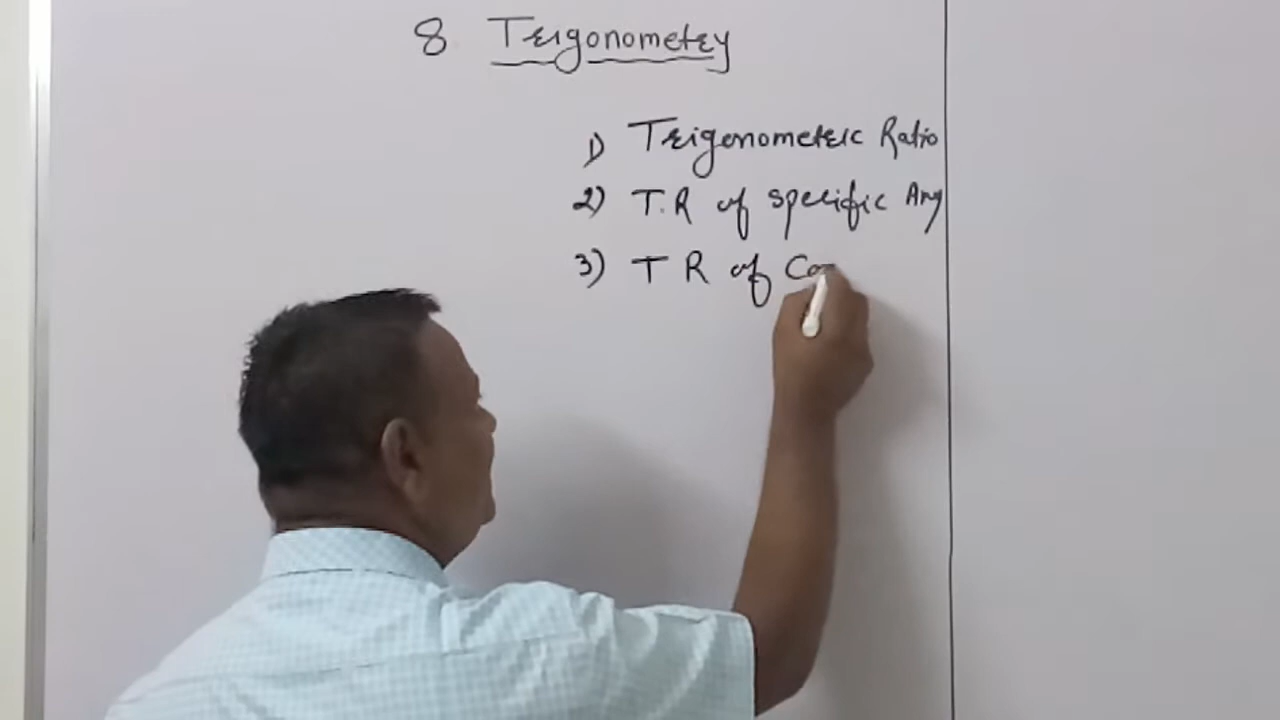 8 Trigonometry
1) Trigonometric Ratio
2) T.R of specific Ang
3) T R of Co